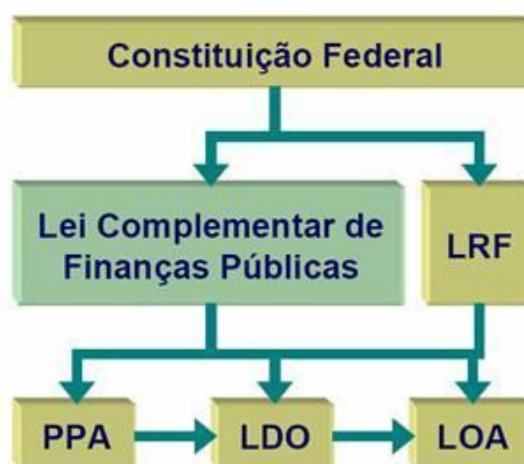 Constituição Federal
Lei Complementar de
Finanças Públicas
LRF
PPA
LDO
LOA